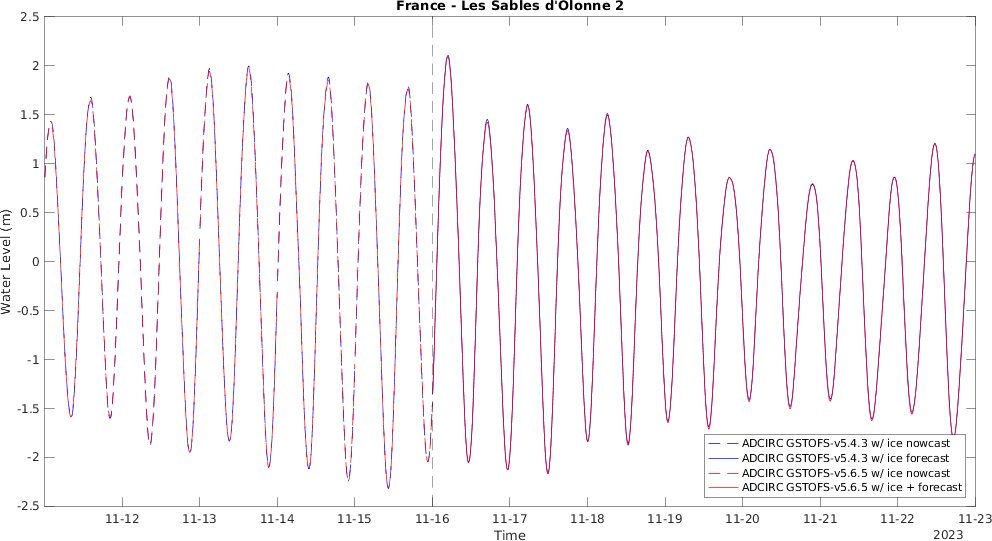 France - Les Sables d'Olonne 2
2.5
2
1.5
1
0.5
0
-0.5
-1
-1.5
-2
-2.5
Water Level (m)
ADCIRC GSTOFS-v5.4.3 w/ ice nowcast
ADCIRC GSTOFS-v5.4.3 w/ ice forecast
ADCIRC GSTOFS-v5.6.5 w/ ice nowcast
ADCIRC GSTOFS-v5.6.5 w/ ice + forecast
11-12 11-13 11-14 11-15 11-16 11-17 11-18 11-19 11-20 11-21 11-22 11-23
Time
2023